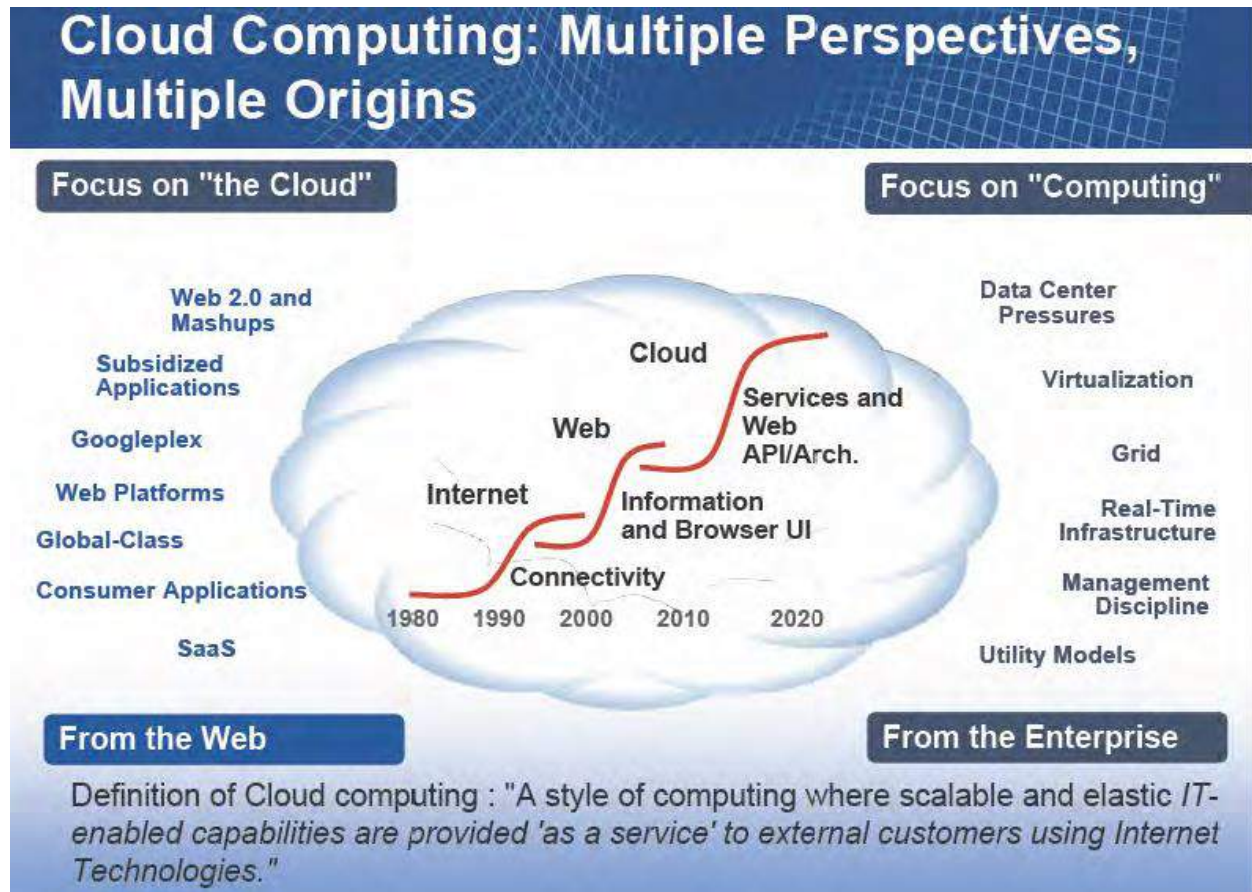 Cloud Computing: Multiple Perspectives,
Multiple Origins
Focus on "the Cloud"
Focus on "Computing"
Web 2.0 and
Mashups
Subsidized
Applications
Googleplex
Web Platforms
Global-Class
Consumer Applications
SaaS
Cloud
Services and
Web
API/Arch.
Web
Information
and Browser UI
Internet
Connectivity
1980 1990 2000 2010 2020
Data Center
Pressures
Virtualization
Grid
Real-Time
Infrastructure
Management
Discipline
Utility Models
From the Web
From the Enterprise
Definition of Cloud computing : "A style of computing where scalable and elastic IT-
enabled capabilities are provided 'as a service' to external customers using Internet
Technologies."